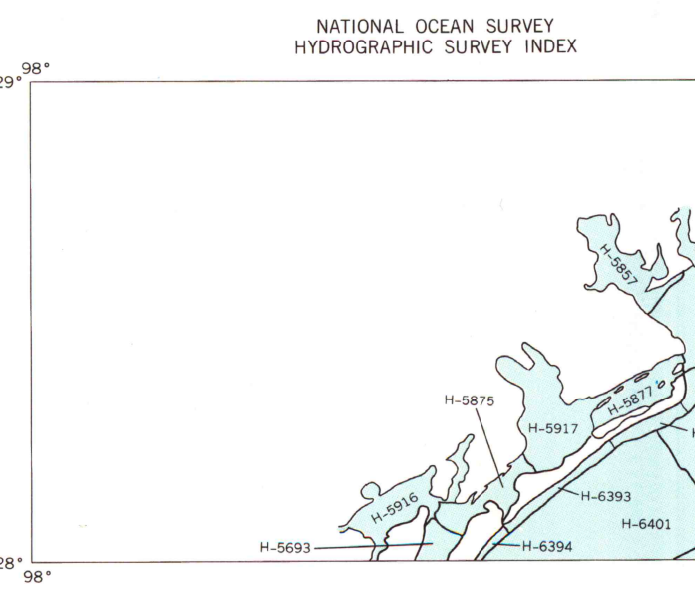 NATIONAL OCEAN SURVEY
HYDROGRAPHIC SURVEY INDEX
98°
29°
H-5857
H-5877
H-5875
H-5917
H-5916
H-6393
H-6401
H-5693
H-6394
28°
98°